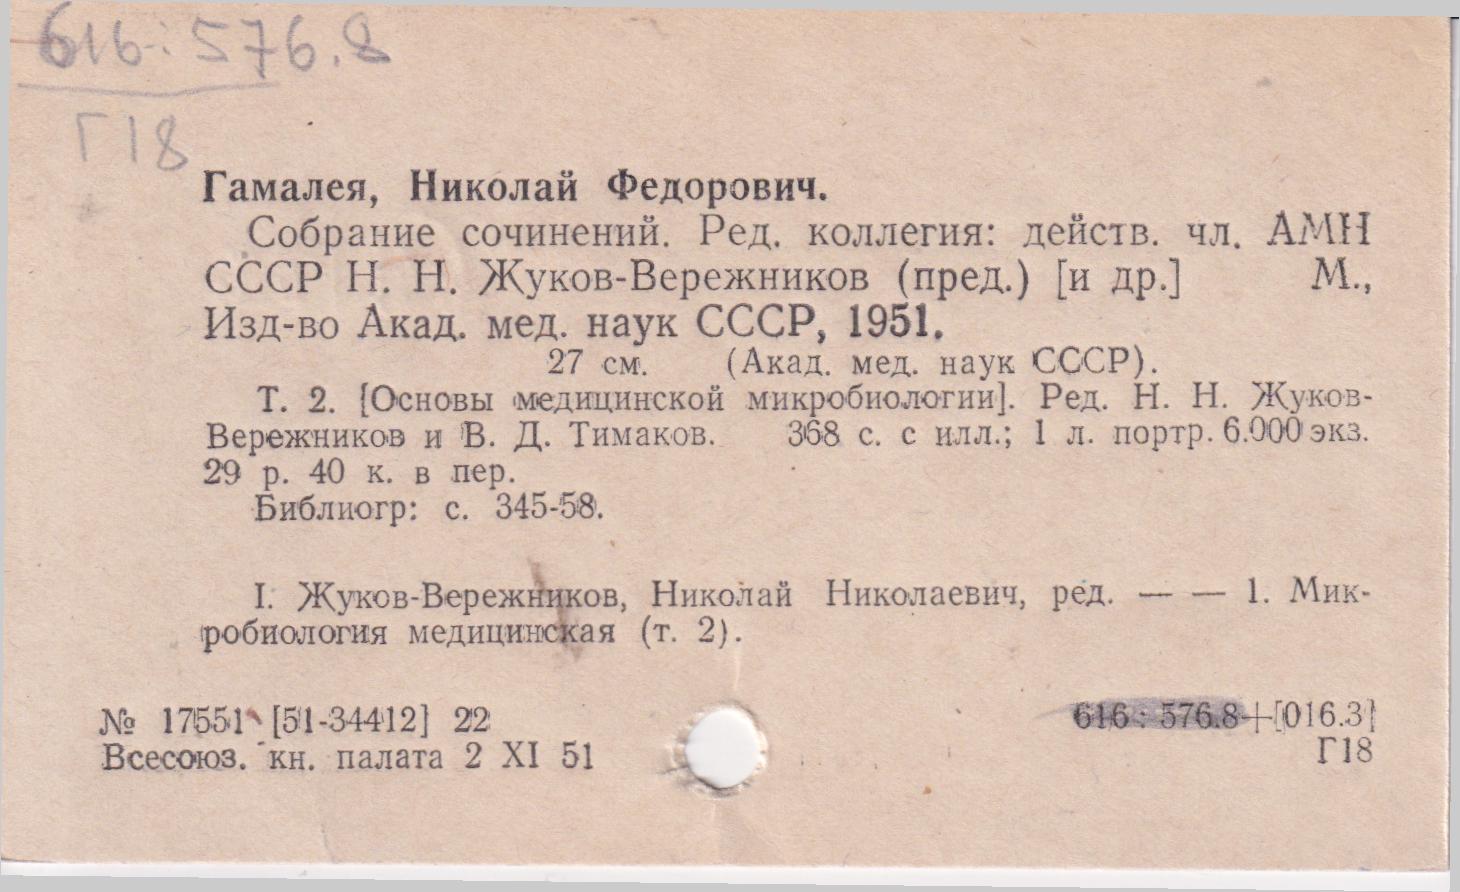 616:576.8
Г18
Гамалея, Николай Федорович.
Собрание сочинений. Ред. коллегия: действ. чл. АМН
СССР Н. Н. Жуков-Вережников (пред.) [и др.] М.,
Изд-во Акад. мед. наук СССР, 1951.
27 см. (Акад. мед. наук СССР).
Т. 2. [Основы медицинской микробиологии]. Ред. Н. Н. Жуков-
Вережников и В. Д. Тимаков. 368 с. с илл.; 1 л. портр. 6.000 экз.
29 р. 40 к. в пер.
Библиогр: с. 345-58.
I. Жуков-Вережников, Николай Николаевич, ред. — — 1. Мик-
робиология медицинская (т. 2).
№ 17551 [51-34412] 22
616 : 576.8+[016.3]
Всесоюз. кн. палата 2 XI 51
Г18